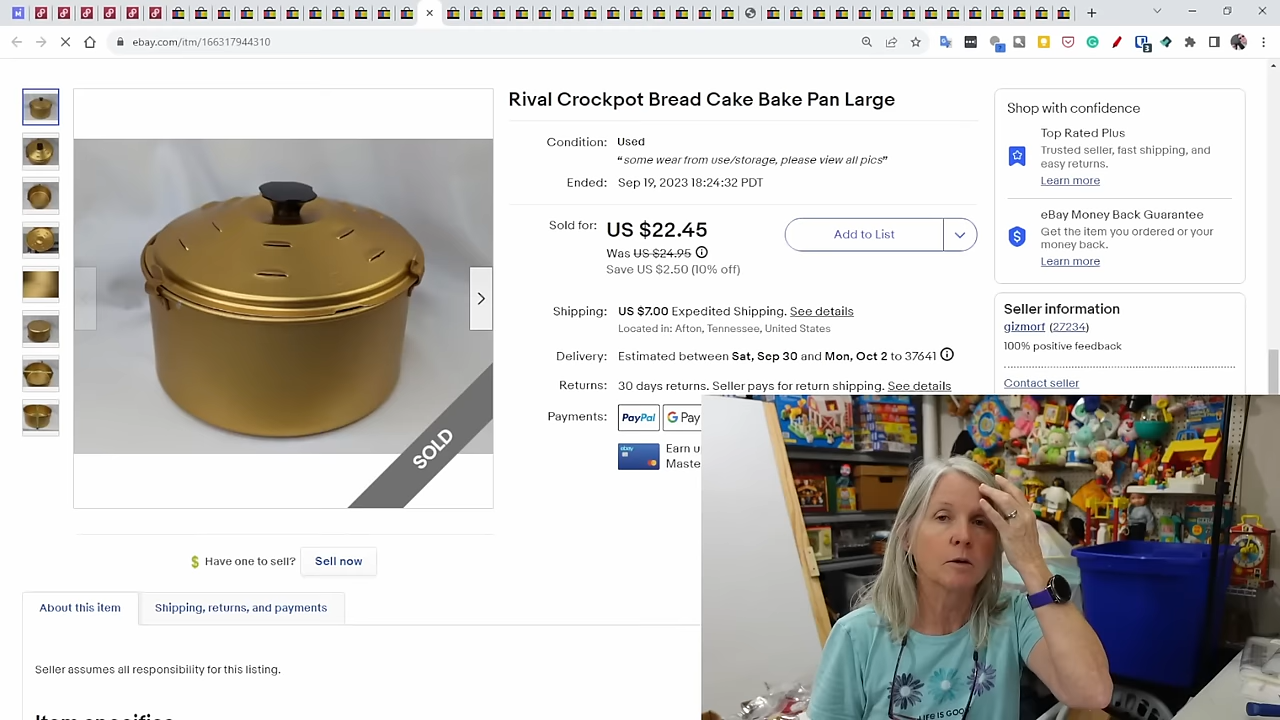 ebay.com/itm/166317944310
Rival Crockpot Bread Cake Bake Pan Large
Condition: Used
"some wear from use/storage, please view all pics"
Ended: Sep 19, 2023 18:24:32 PDT
Sold for: US $22.45
Was US $24.95
Save US $2.50 (10% off)
Add to List
Shipping: US $7.00 Expedited Shipping. See details
Located in: Afton, Tennessee, United States
Delivery: Estimated between Sat, Sep 30 and Mon, Oct 2 to 37641
Returns: 30 days returns. Seller pays for return shipping. See details
Payments: PayPal G Pay
ebay
Earn u
Maste
SOLD
Shop with confidence
Top Rated Plus
Trusted seller, fast shipping, and
easy returns.
Learn more
eBay Money Back Guarantee
Get the item you ordered or your
money back.
Learn more
Seller information
gizmorf (27234)
100% positive feedback
Contact seller
Have one to sell? Sell now
About this item
Shipping, returns, and payments
Seller assumes all responsibility for this listing.
Item specifics
LIFE IS GOOD